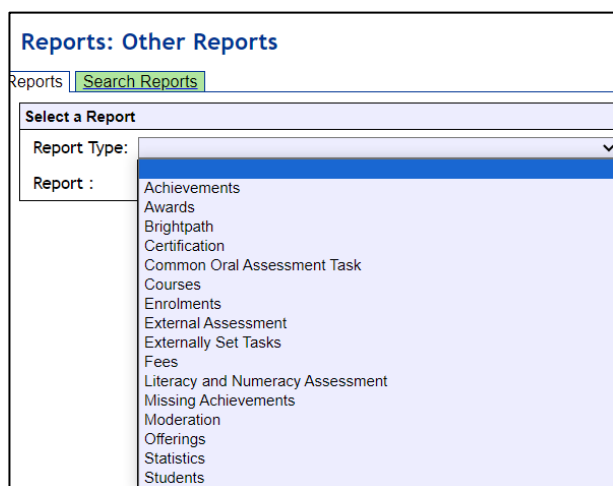 Reports: Other Reports
Reports Search Reports
Select a Report
Report Type:
Report :
Achievements
Awards
Brightpath
Certification
Common Oral Assessment Task
Courses
Enrolments
External Assessment
Externally Set Tasks
Fees
Literacy and Numeracy Assessment
Missing Achievements
Moderation
Offerings
Statistics
Students